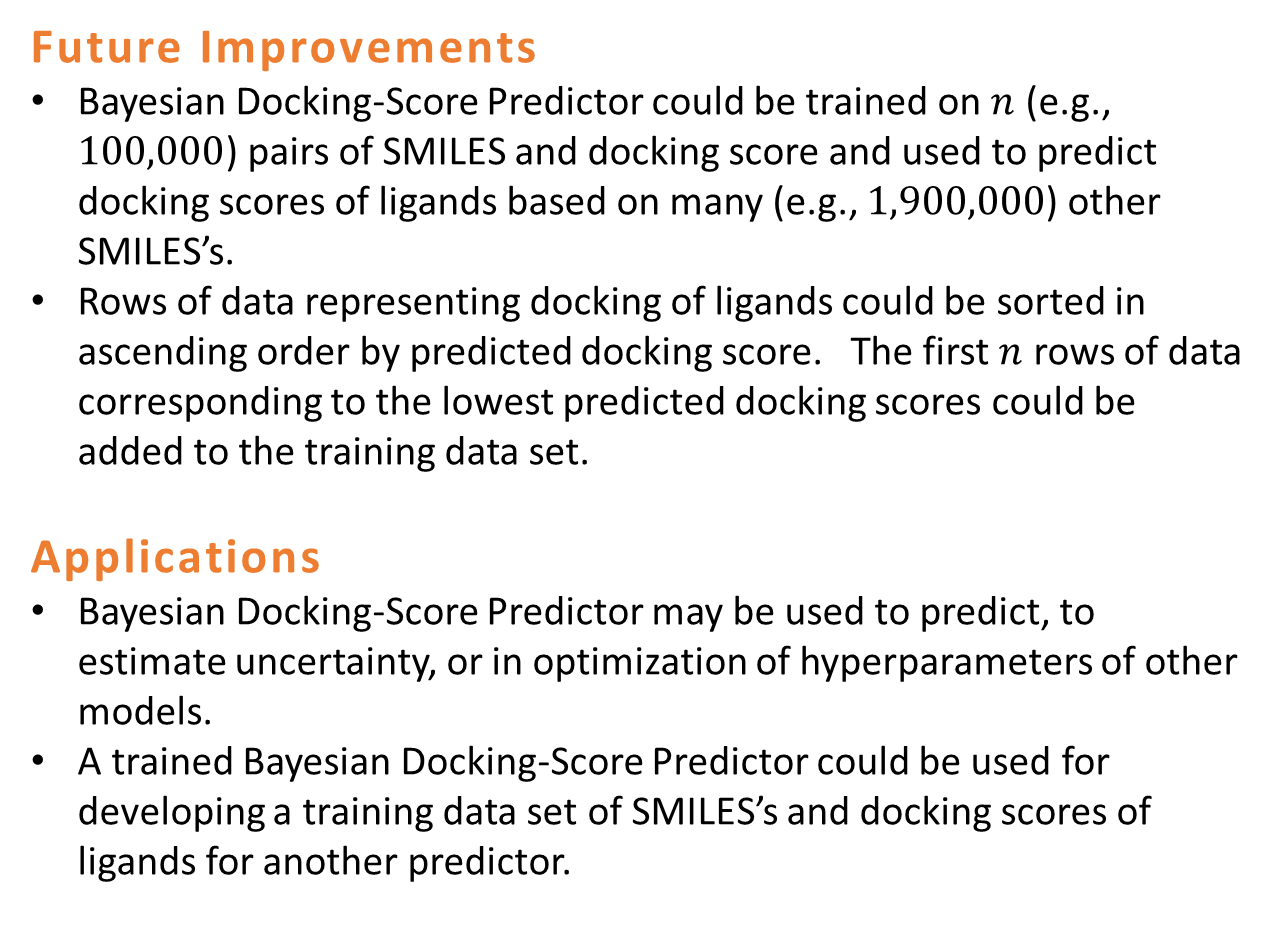 Future Improvements
• Bayesian Docking-Score Predictor could be trained on 𝑛 (e.g.,
100,000) pairs of SMILES and docking score and used to predict
docking scores of ligands based on many (e.g., 1,900,000) other
SMILES’s.
• Rows of data representing docking of ligands could be sorted in
ascending order by predicted docking score.   The first 𝑛 rows of data
corresponding to the lowest predicted docking scores could be
added to the training data set.
Applications
• Bayesian Docking-Score Predictor may be used to predict, to
estimate uncertainty, or in optimization of hyperparameters of other
models.
• A trained Bayesian Docking-Score Predictor could be used for
developing a training data set of SMILES’s and docking scores of
ligands for another predictor.